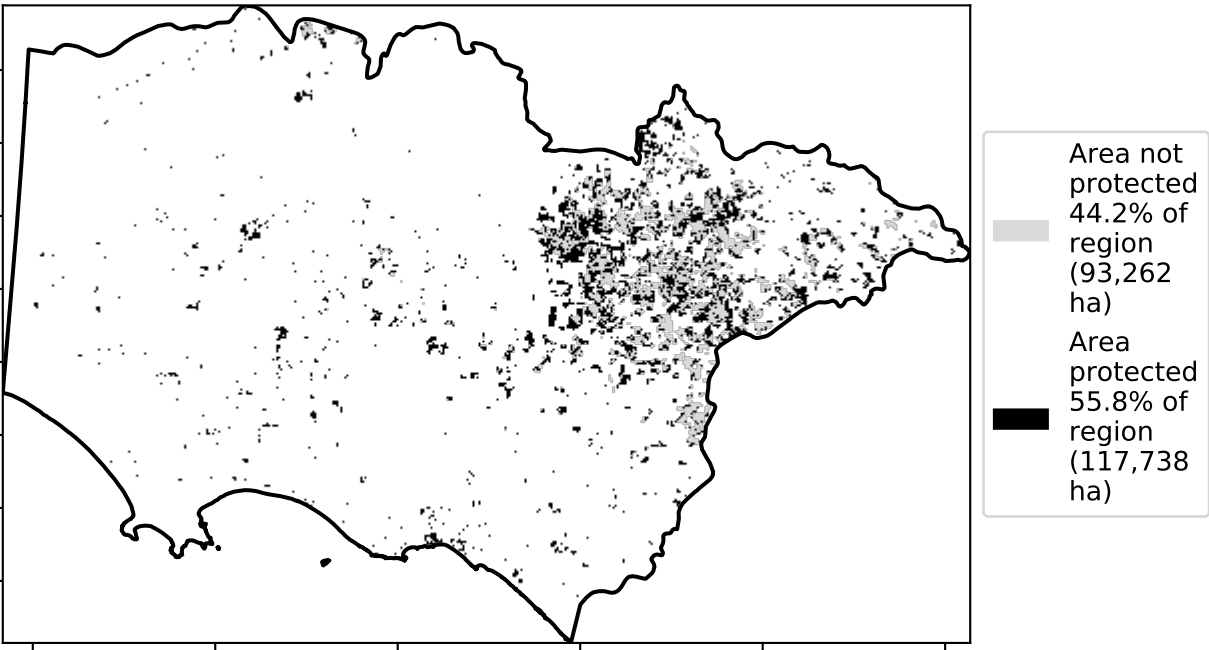 Area not
protected
44.2% of
region
(93,262
ha)
Area
protected
55.8% of
region
(117,738
ha)